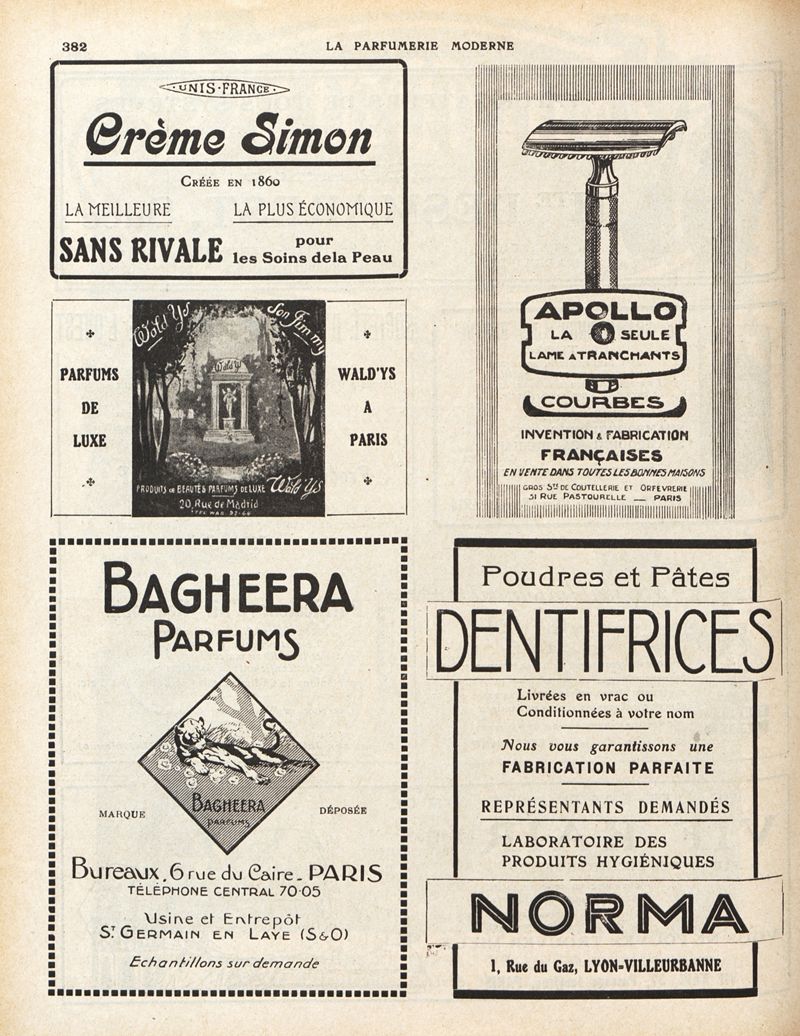 382
LA PARFUMERIE MODERNE
·UNIS·FRANCE·
Crème Simon
CRÉÉE EN 1860
LA MEILLEURE LA PLUS ÉCONOMIQUE
SANS RIVALE pour
les Soins dela Peau
PARFUMS
DE
LUXE
Wald Ys
Son Jimmy
Wald Ys
PRODUITS DE BEAUTÉS PARFUMS DE LUXE Wald Ys
20, Rue de Madrid
WALD'YS
A
PARIS
APOLLO
LA SEULE
LAME A TRANCHANTS
COURBES
INVENTION & FABRICATION
FRANÇAISES
EN VENTE DANS TOUTES LES BONNES MAISONS
GROS Sté DE COUTELLERIE ET ORFEVRERIE
31 RUE PASTOURELLE _ PARIS
BAGHEERA
PARFUMS
BAGHEERA
PARFUMS
MARQUE DÉPOSÉE
Bureaux, 6 rue du Caire - PARIS
TÉLÉPHONE CENTRAL 70-05
Usine et Entrepôt
ST GERMAIN EN LAYE (S&O)
Echantillons sur demande
Poudres et Pâtes
DENTIFRICES
Livrées en vrac ou
Conditionnées à votre nom
Nous vous garantissons une
FABRICATION PARFAITE
REPRÉSENTANTS DEMANDÉS
LABORATOIRE DES
PRODUITS HYGIÉNIQUES
NORMA
1, Rue du Gaz, LYON-VILLEURBANNE